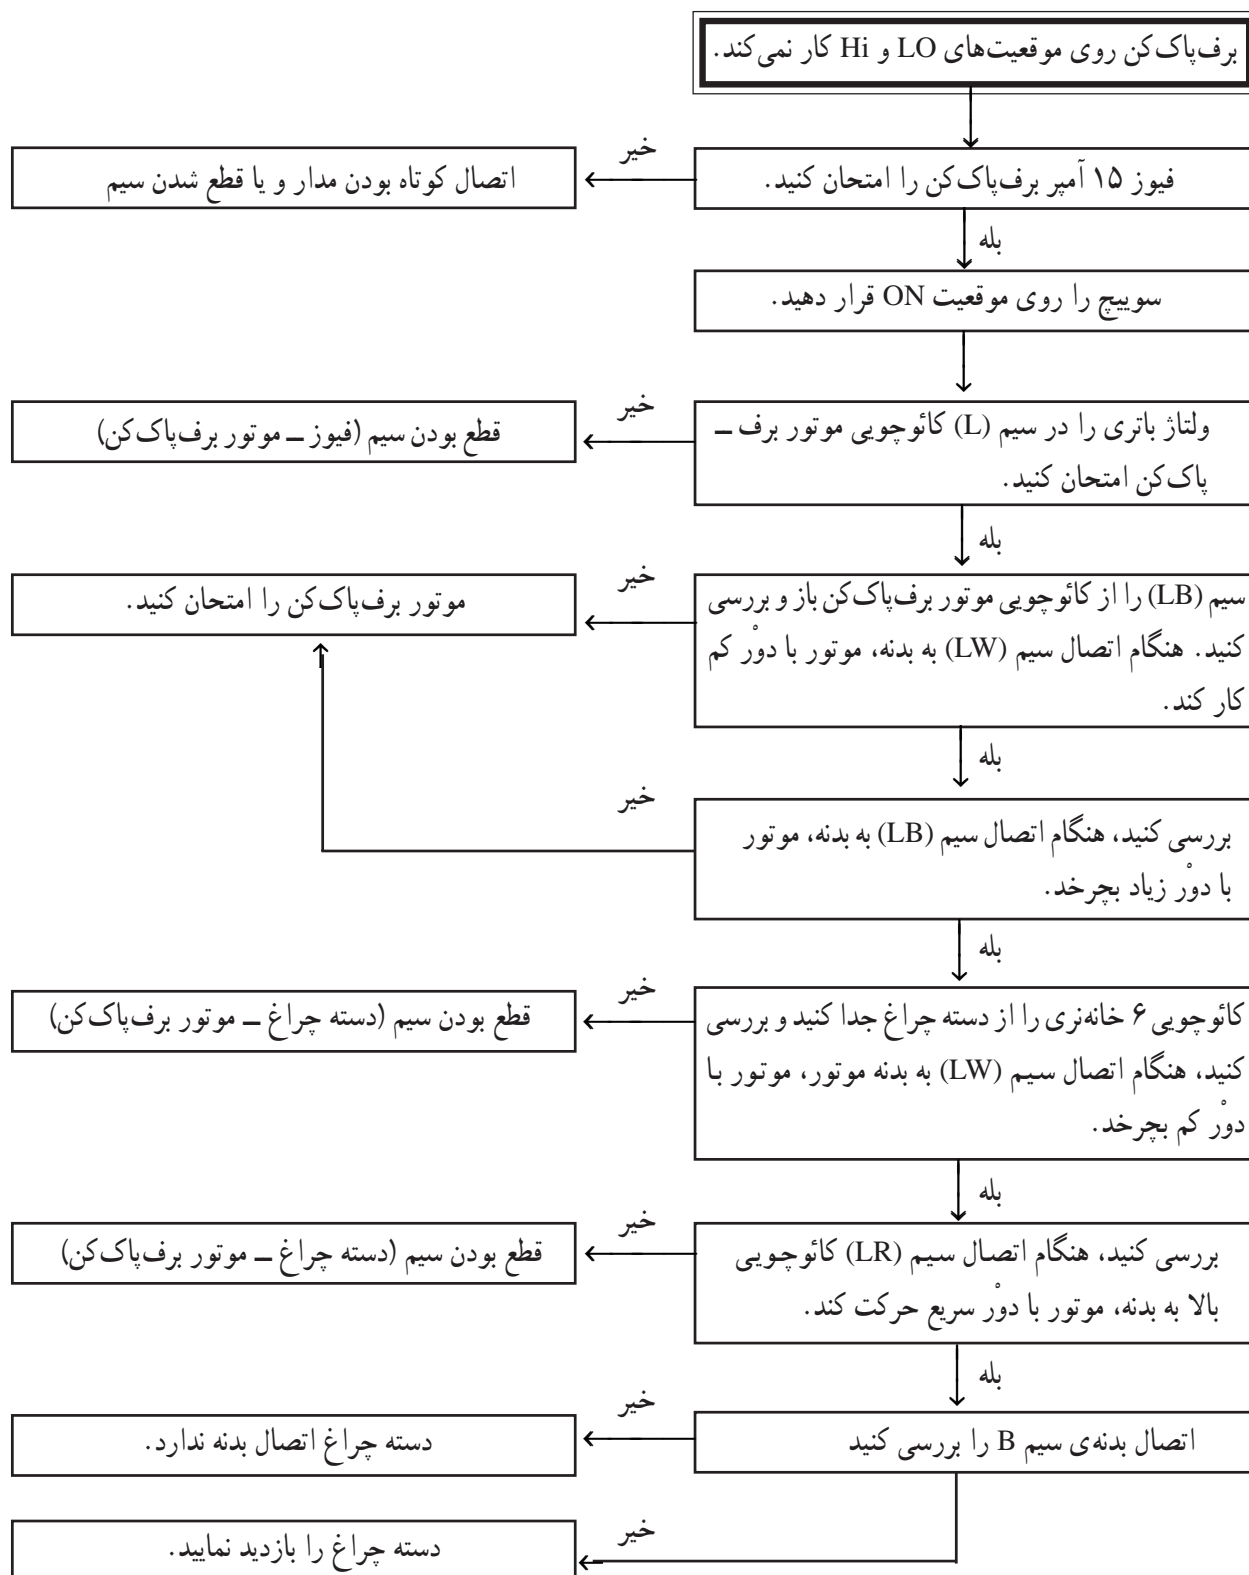 برف‌پاک‌کن روی موقعیت‌های LO و Hi کار نمی‌کند.
خیر
فیوز ۱۵ آمپر برف‌پاک‌کن را امتحان کنید.
اتصال کوتاه بودن مدار و یا قطع شدن سیم
بله
سوییچ را روی موقعیت ON قرار دهید.
خیر
ولتاژ باتری را در سیم (L) کائوچویی موتور برف ــ
پاک‌کن امتحان کنید.
قطع بودن سیم (فیوز ــ موتور برف‌پاک‌کن)
بله
خیر
سیم (LB) را از کائوچویی موتور برف‌پاک‌کن باز و بررسی
کنید. هنگام اتصال سیم (LW) به بدنه، موتور با دوْر کم
کار کند.
موتور برف‌پاک‌کن را امتحان کنید.
بله
خیر
بررسی کنید، هنگام اتصال سیم (LB) به بدنه، موتور
با دوْر زیاد بچرخد.
بله
خیر
کائوچویی ۶ خانه‌نری را از دسته چراغ جدا کنید و بررسی
کنید، هنگام اتصال سیم (LW) به بدنه موتور، موتور با
دوْر کم بچرخد.
قطع بودن سیم (دسته چراغ ــ موتور برف‌پاک‌کن)
بله
خیر
بررسی کنید، هنگام اتصال سیم (LR) کائوچویی
بالا به بدنه، موتور با دوْر سریع حرکت کند.
قطع بودن سیم (دسته چراغ ــ موتور برف‌پاک‌کن)
بله
خیر
اتصال بدنه‌ی سیم B را بررسی کنید
دسته چراغ اتصال بدنه ندارد.
خیر
دسته چراغ را بازدید نمایید.